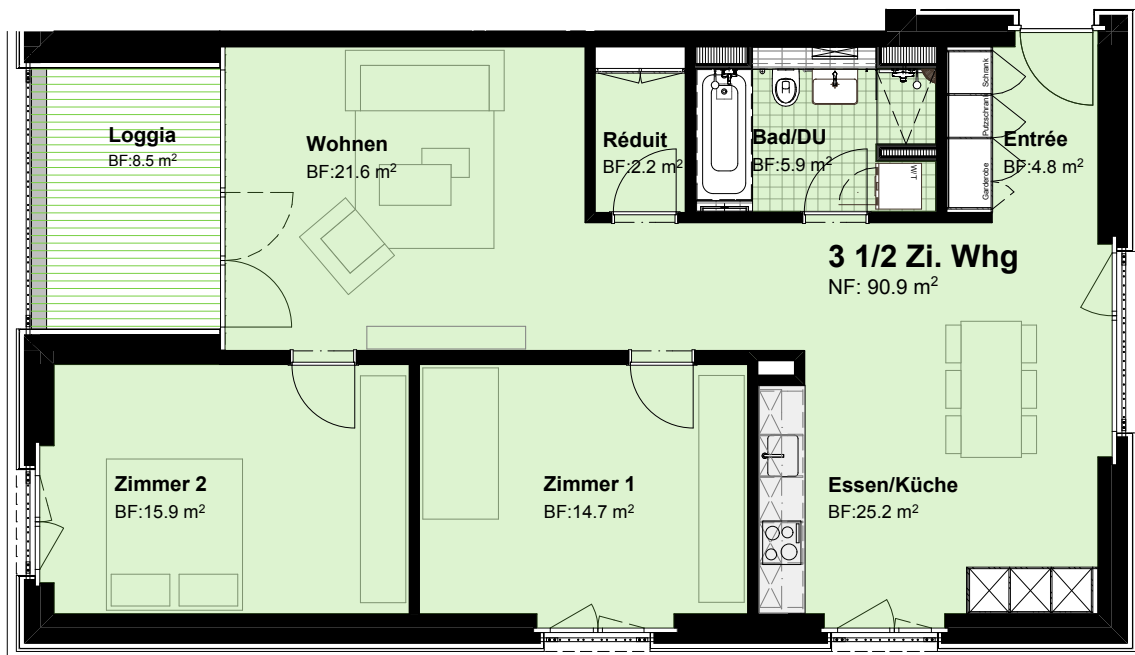 Loggia
BF:8.5 m²
Wohnen
BF:21.6 m²
Réduit
BF:2.2 m²
Bad/DU
BF:5.9 m²
W/T
Schrank
Putzschrank
Garderobe
Entrée
BF:4.8 m²
3 1/2 Zi. Whg
NF: 90.9 m²
Zimmer 2
BF:15.9 m²
Zimmer 1
BF:14.7 m²
Essen/Küche
BF:25.2 m²